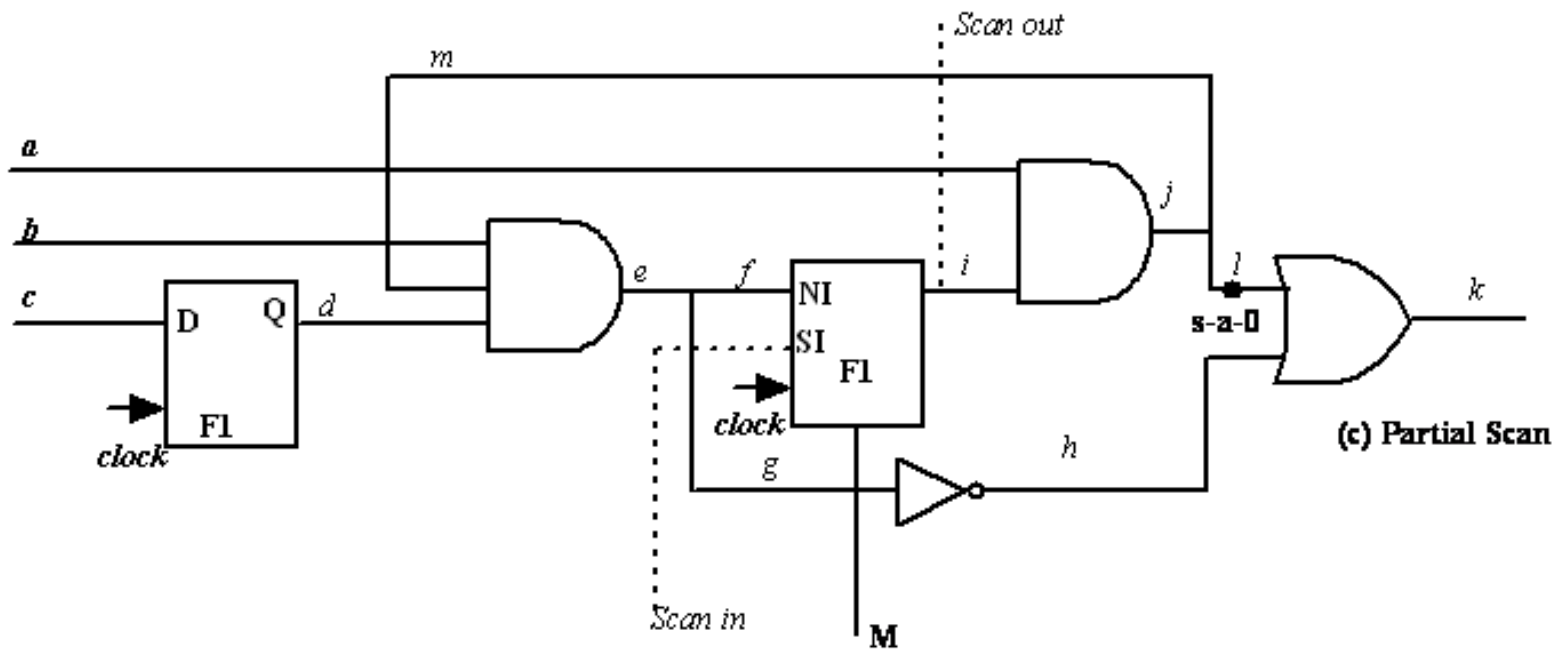 Scan out
m
a
j
b
e
f
i
l
k
c
D
Q
d
NI
s-a-0
SI
F1
F1
clock
clock
(c) Partial Scan
g
h
Scan in
M